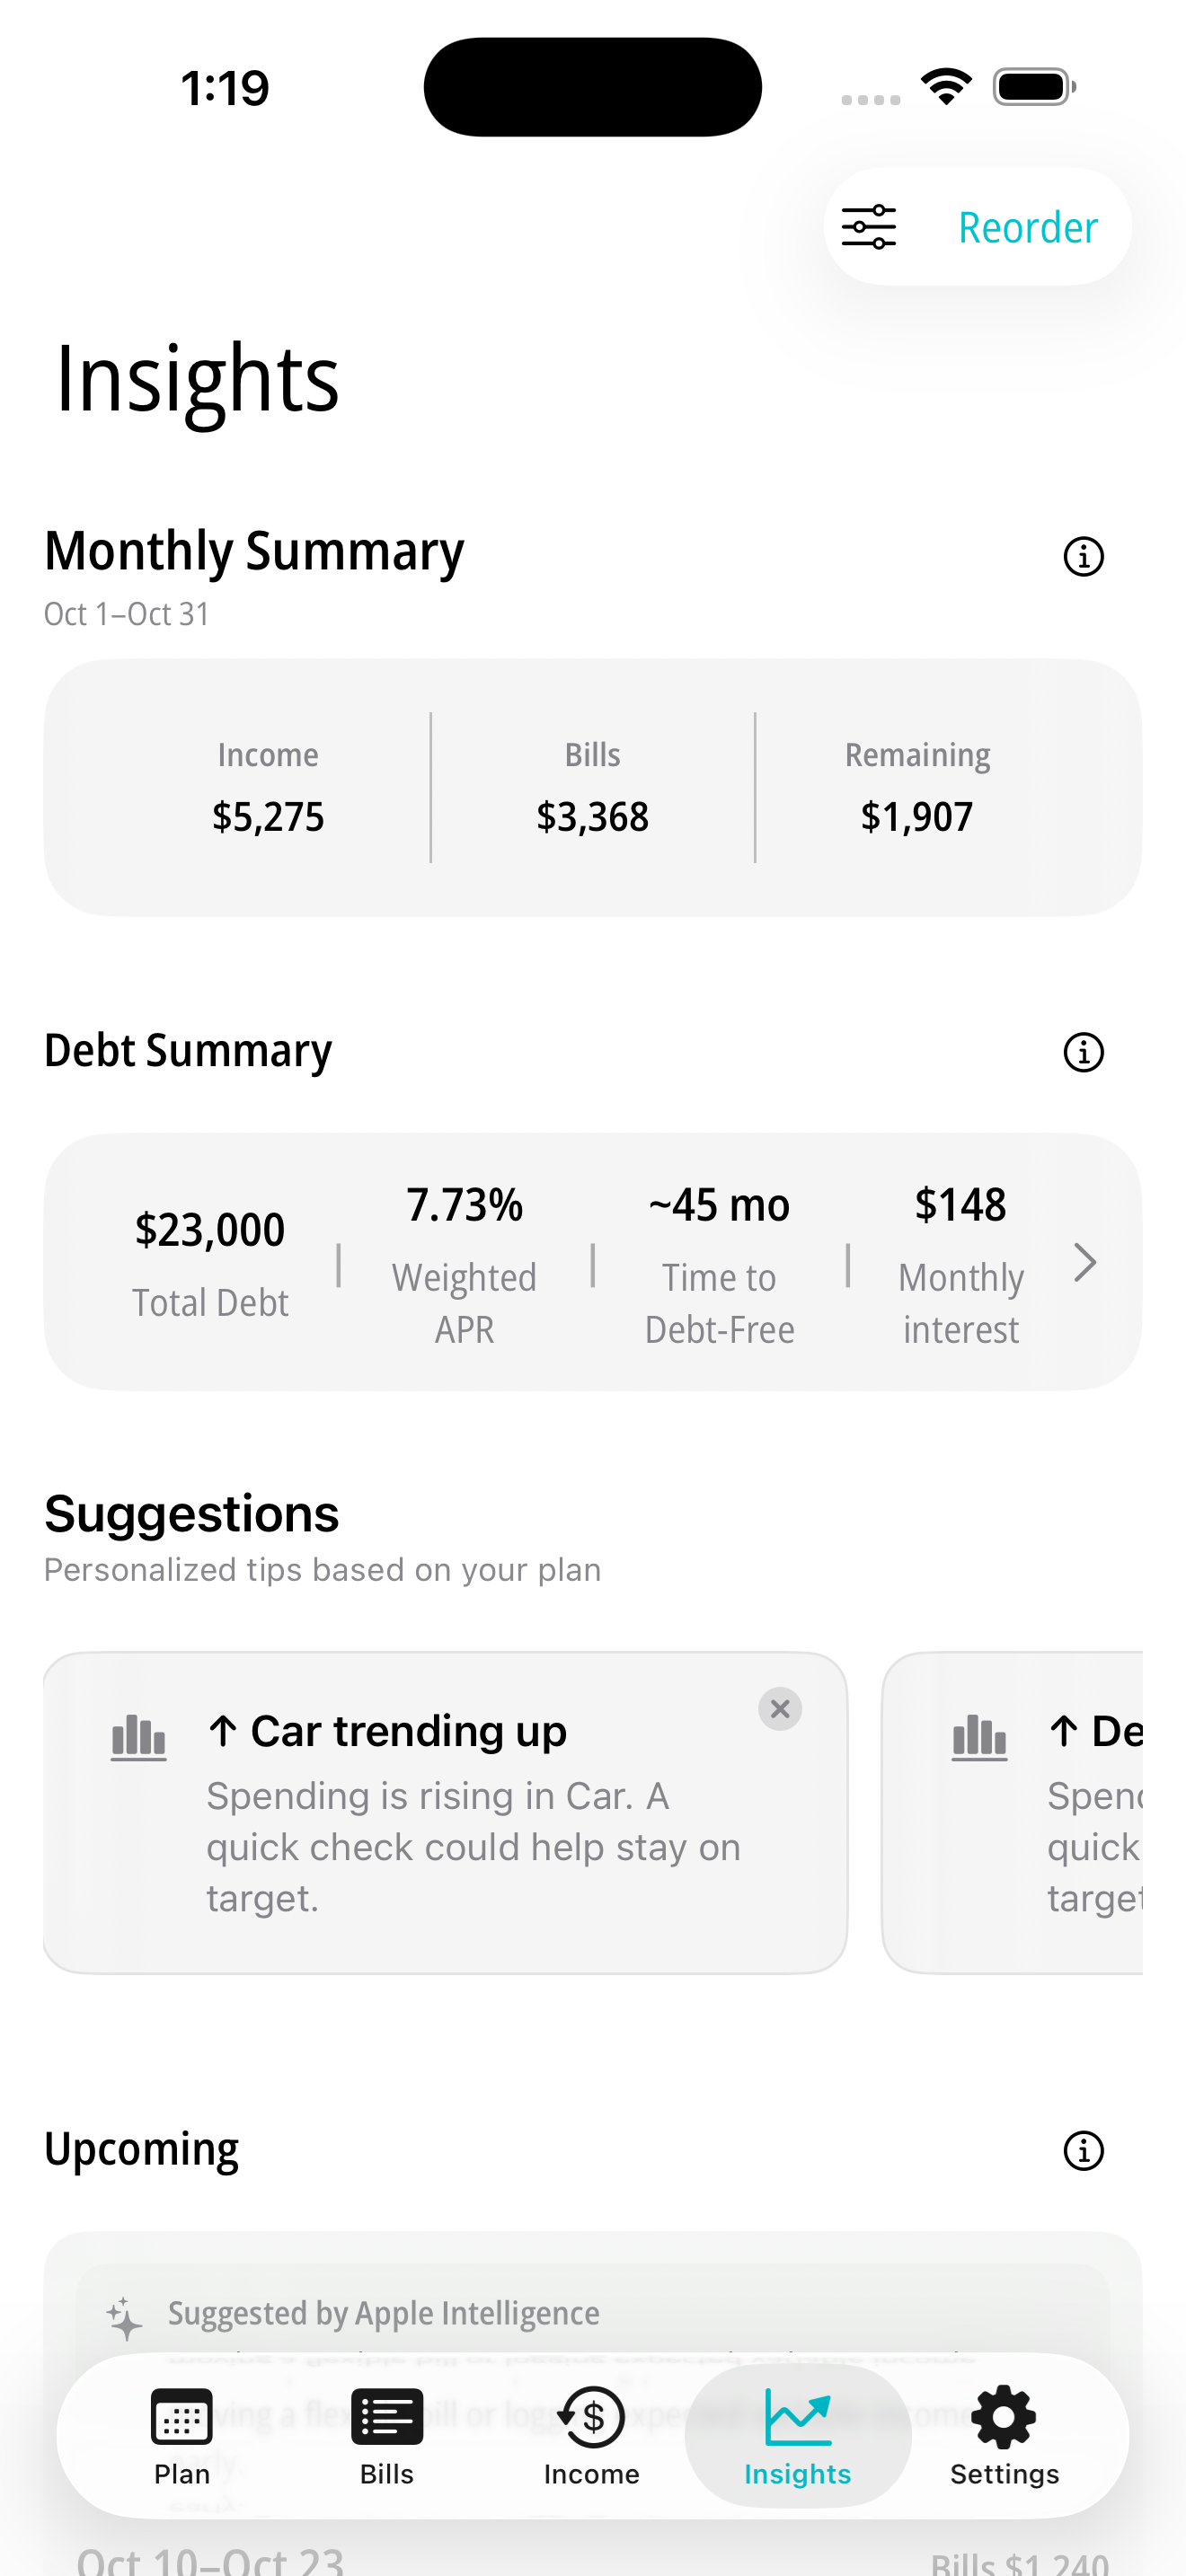 1:19
Reorder
Insights
Monthly Summary
Oct 1–Oct 31
Income
Bills
Remaining
$5,275
$3,368
$1,907
Debt Summary
$23,000
Total Debt
7.73%
Weighted
APR
~45 mo
Time to
Debt-Free
$148
Monthly
interest
Suggestions
Personalized tips based on your plan
↑ Car trending up
Spending is rising in Car. A
quick check could help stay on
target.
↑ De
Spend
quick
target
Upcoming
Suggested by Apple Intelligence
Plan
Bills
Income
Insights
Settings
Oct 10–Oct 23
Bills $1,240